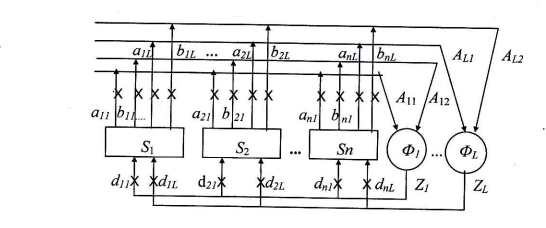 a1L b1L ... a2L b2L anL bnL AL1 AL2
a11 b11.... a21 b21 an1 bn1 A11 A12
S1 S2 ... Sn Φ1 ... ΦL
d11 d1L d21 d2L dn1 dnL Z1 ZL